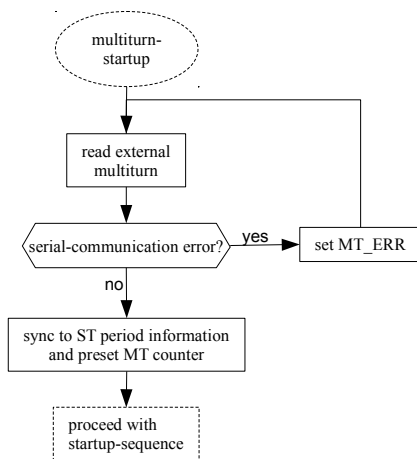 multiturn-
startup
read external
multiturn
serial-communication error?
yes
set MT_ERR
no
sync to ST period information
and preset MT counter
proceed with
startup-sequence